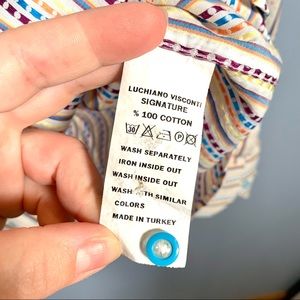 LUCHIANO VISCONTI
SIGNATURE
% 100 COTTON
30 P
WASH SEPARATELY
IRON INSIDE OUT
WASH INSIDE OUT
WASH WITH SIMILAR
COLORS
MADE IN TURKEY